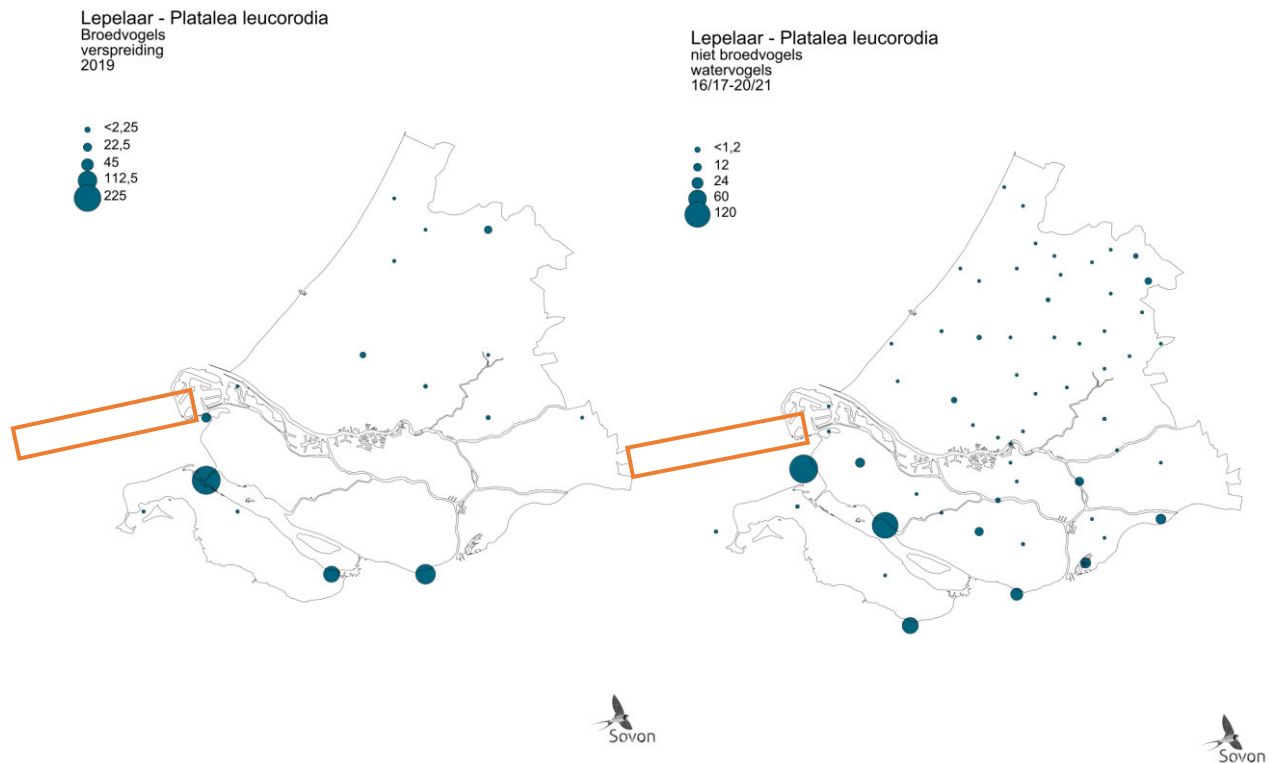 Lepelaar - Platalea leucorodia
Broedvogels
verspreiding
2019
<2,25
22,5
45
112,5
225
Sovon
Lepelaar - Platalea leucorodia
niet broedvogels
watervogels
16/17-20/21
<1,2
12
24
60
120
Sovon